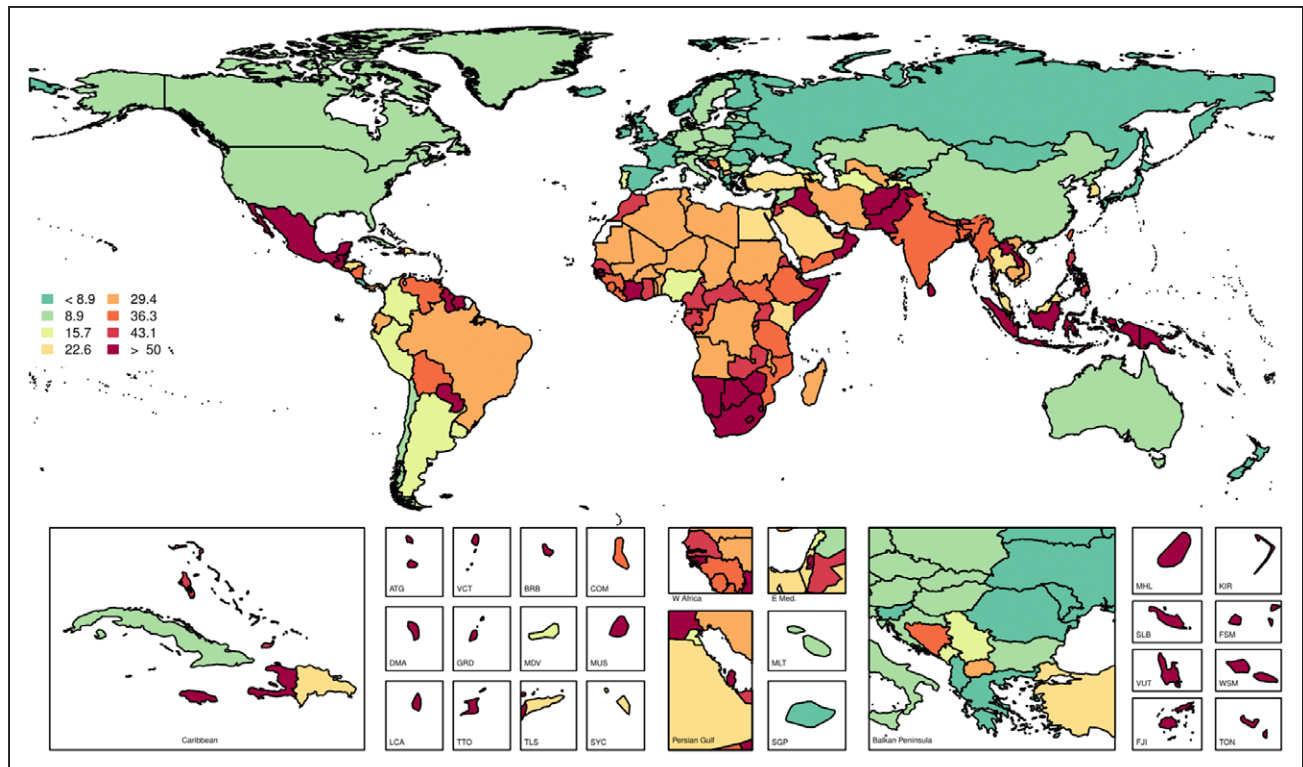 < 8.9 29.4
8.9 36.3
15.7 43.1
22.6 > 50
Caribbean
ATG VCT BRB COM
DMA GRD MDV MUS
LCA TTO TLS SYC
W Africa E Med.
Persian Gulf
MLT
SGP
Balkan Peninsula
MHL KIR
SLB FSM
VUT WSM
FJI TON